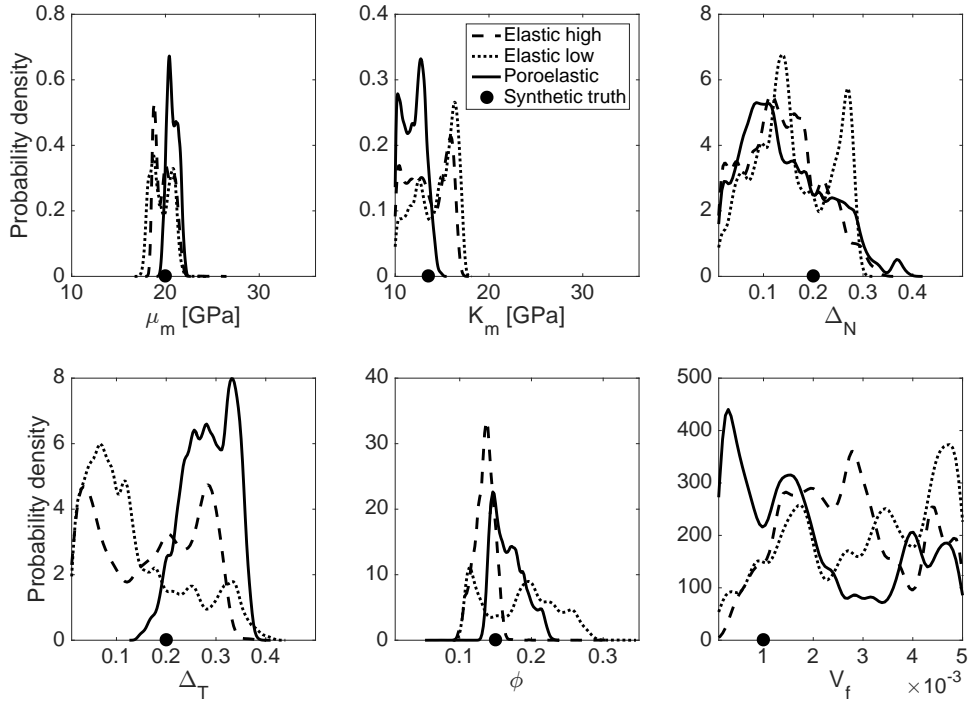 0.8
0.6
0.4
0.2
0
10 20 30
Probability density
μm [GPa]
0.4
0.3
0.2
0.1
0
10 20 30
Km [GPa]
Elastic high
Elastic low
Poroelastic
Synthetic truth
8
6
4
2
0
0.1 0.2 0.3 0.4
ΔN
8
6
4
2
0
0.1 0.2 0.3 0.4
Probability density
ΔT
40
30
20
10
0
0.1 0.2 0.3
ϕ
500
400
300
200
100
0
1 2 3 4 5
Vf
×10-3